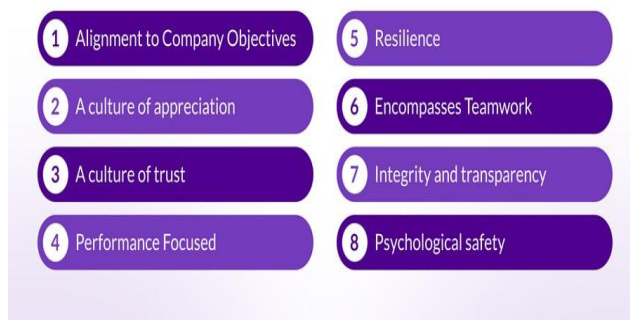 1 Alignment to Company Objectives
2 A culture of appreciation
3 A culture of trust
4 Performance Focused
5 Resilience
6 Encompasses Teamwork
7 Integrity and transparency
8 Psychological safety